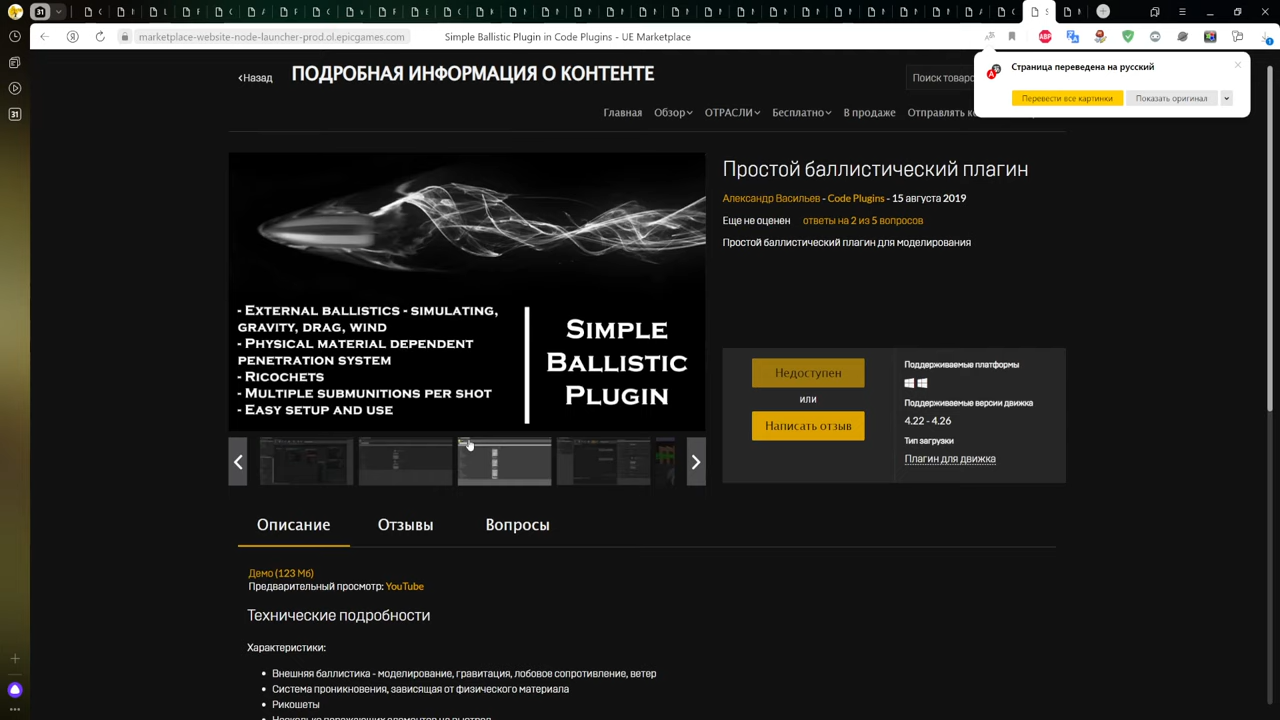 31
marketplace-website-node-launcher-prod.ol.epicgames.com
Simple Ballistic Plugin in Code Plugins - UE Marketplace
ABP
Страница переведена на русский
Перевести все картинки
Показать оригинал
Назад
ПОДРОБНАЯ ИНФОРМАЦИЯ О КОНТЕНТЕ
Поиск товаро
Главная
Обзор
ОТРАСЛИ
Бесплатно
В продаже
Отправлять
31
- EXTERNAL BALLISTICS - SIMULATING,
GRAVITY, DRAG, WIND
- PHYSICAL MATERIAL DEPENDENT
PENETRATION SYSTEM
- RICOCHETS
- MULTIPLE SUBMUNITIONS PER SHOT
- EASY SETUP AND USE
SIMPLE
BALLISTIC
PLUGIN
Простой баллистический плагин
Александр Васильев - Code Plugins - 15 августа 2019
Еще не оценен ответы на 2 из 5 вопросов
Простой баллистический плагин для моделирования
Недоступен
или
Написать отзыв
Поддерживаемые платформы
Поддерживаемые версии движка
4.22 - 4.26
Тип загрузки
Плагин для движка
Описание
Отзывы
Вопросы
Демо (123 Мб)
Предварительный просмотр: YouTube
Технические подробности
Характеристики:
Внешняя баллистика - моделирование, гравитация, лобовое сопротивление, ветер
Система проникновения, зависящая от физического материала
Рикошеты